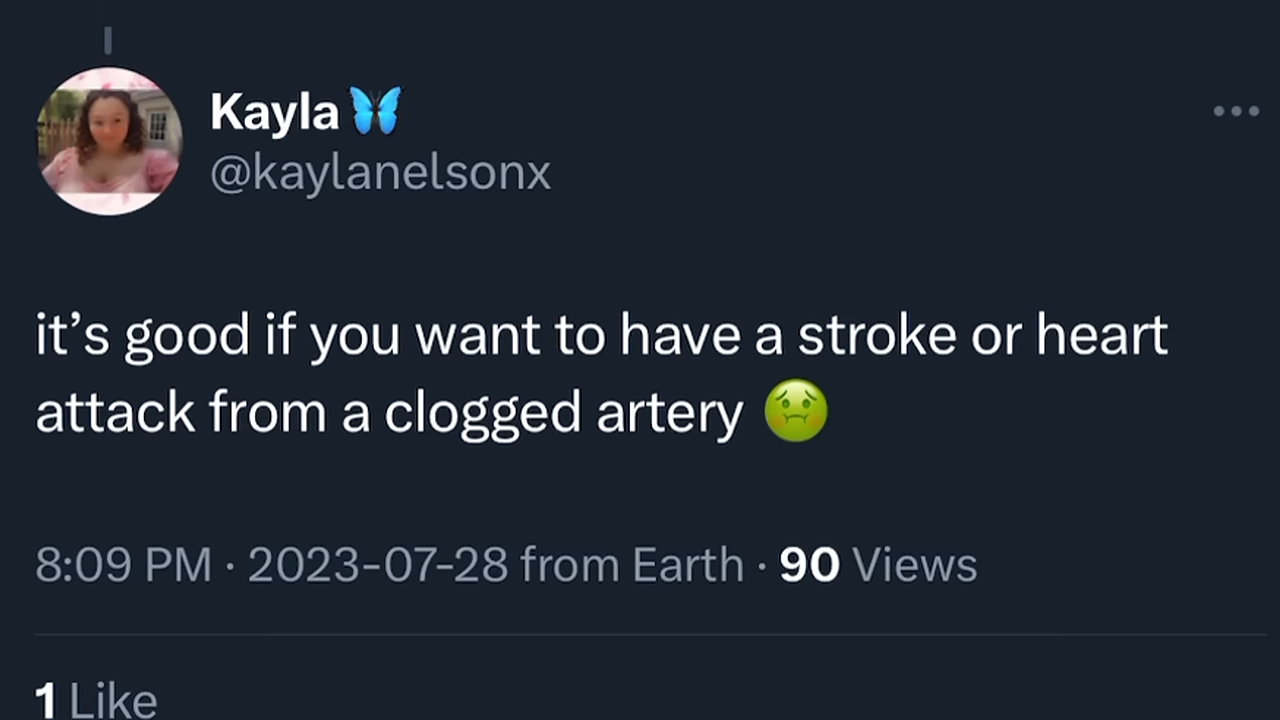 Kayla🦋
@kaylanelsonx
it’s good if you want to have a stroke or heart
attack from a clogged artery 🤢
8:09 PM · 2023-07-28 from Earth · 90 Views
1 Like